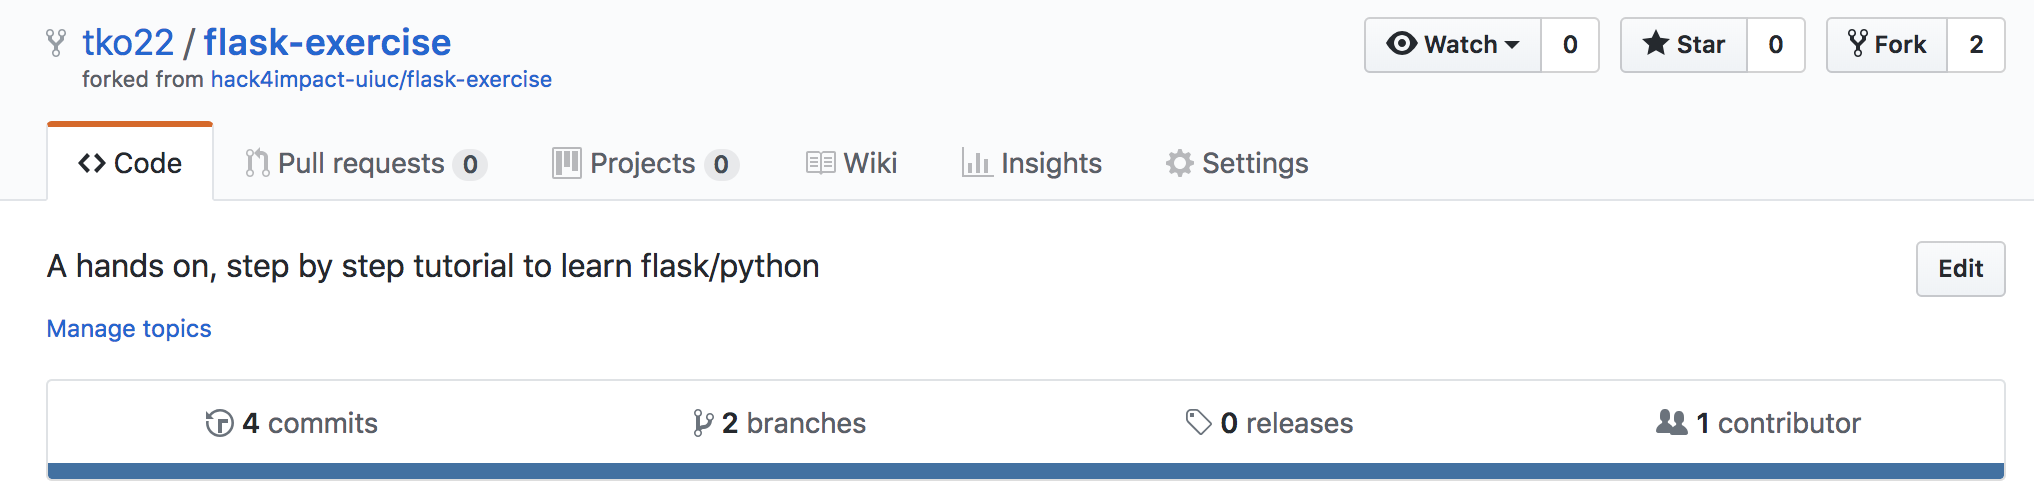 tko22 / flask-exercise
forked from hack4impact-uiuc/flask-exercise
Watch 0 Star 0 Fork 2
Code Pull requests 0 Projects 0 Wiki Insights Settings
A hands on, step by step tutorial to learn flask/python
Edit
Manage topics
4 commits 2 branches 0 releases 1 contributor